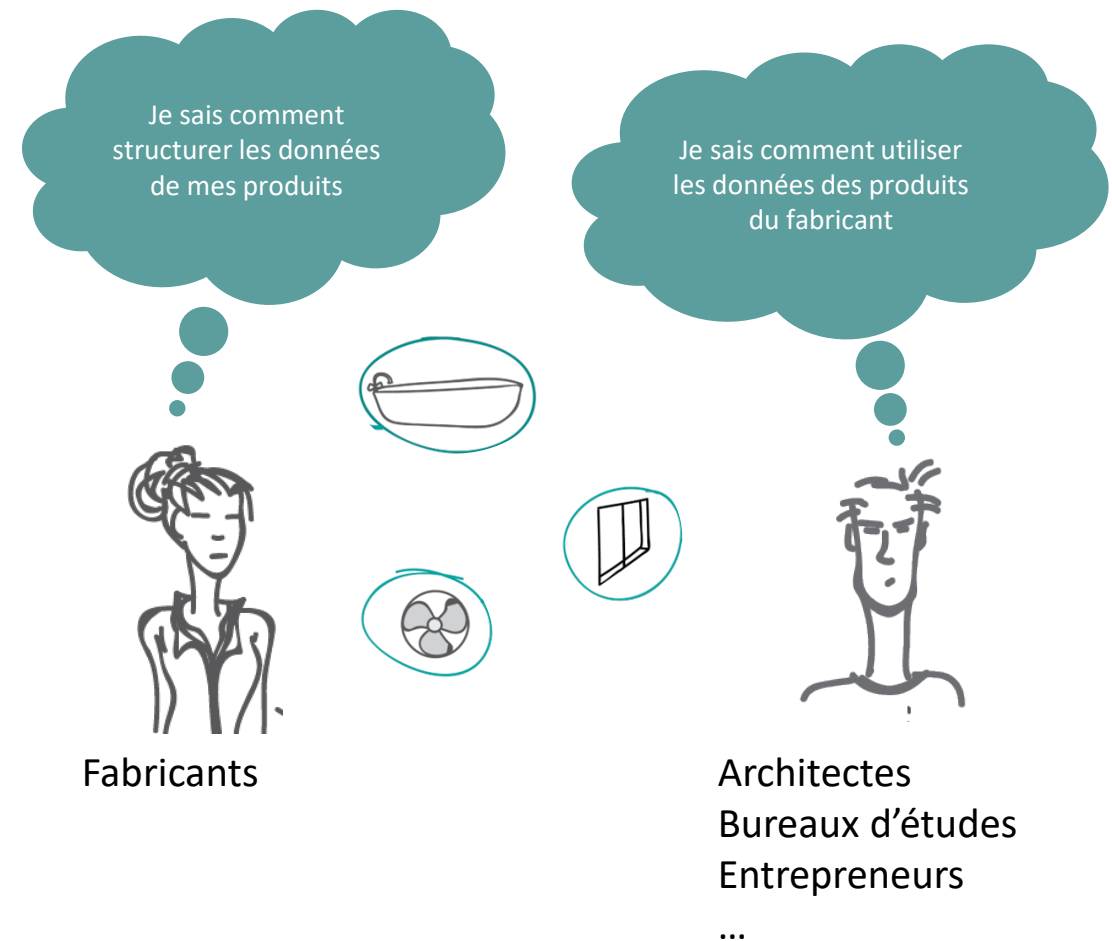 Je sais comment
structurer les données
de mes produits
Je sais comment utiliser
les données des produits
du fabricant
Fabricants
Architectes
Bureaux d’études
Entrepreneurs
…